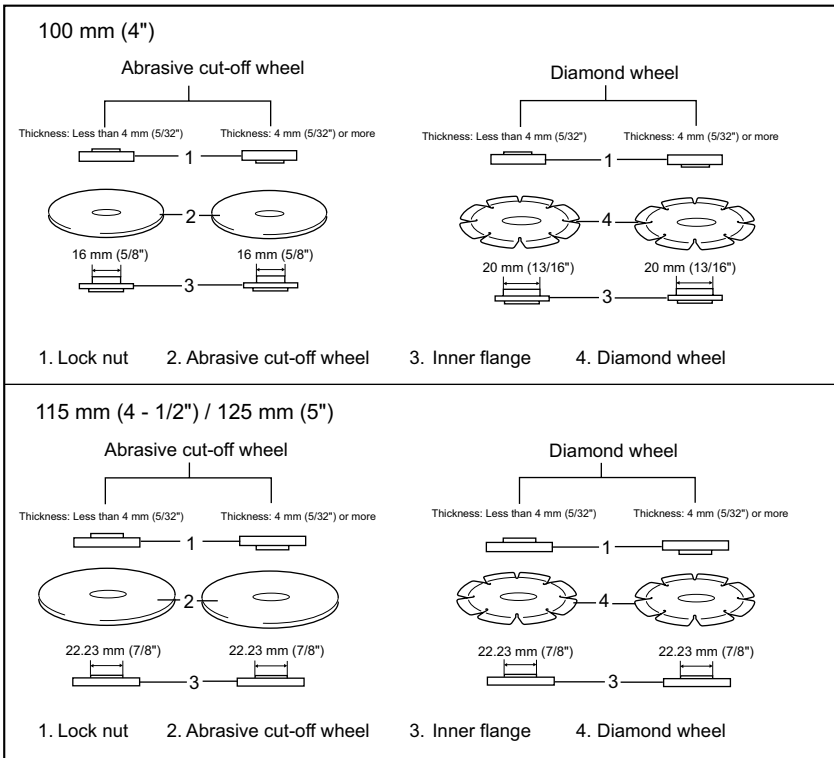 100 mm (4")
Abrasive cut-off wheel
Diamond wheel
Thickness: Less than 4 mm (5/32")
Thickness: 4 mm (5/32") or more
Thickness: Less than 4 mm (5/32")
Thickness: 4 mm (5/32") or more
1
1
2
4
16 mm (5/8")
16 mm (5/8")
20 mm (13/16")
20 mm (13/16")
3
3
1. Lock nut 2. Abrasive cut-off wheel 3. Inner flange 4. Diamond wheel
115 mm (4 - 1/2") / 125 mm (5")
Abrasive cut-off wheel
Diamond wheel
Thickness: Less than 4 mm (5/32")
Thickness: 4 mm (5/32") or more
Thickness: Less than 4 mm (5/32")
Thickness: 4 mm (5/32") or more
1
1
2
4
22.23 mm (7/8")
22.23 mm (7/8")
22.23 mm (7/8")
22.23 mm (7/8")
3
3
1. Lock nut 2. Abrasive cut-off wheel 3. Inner flange 4. Diamond wheel